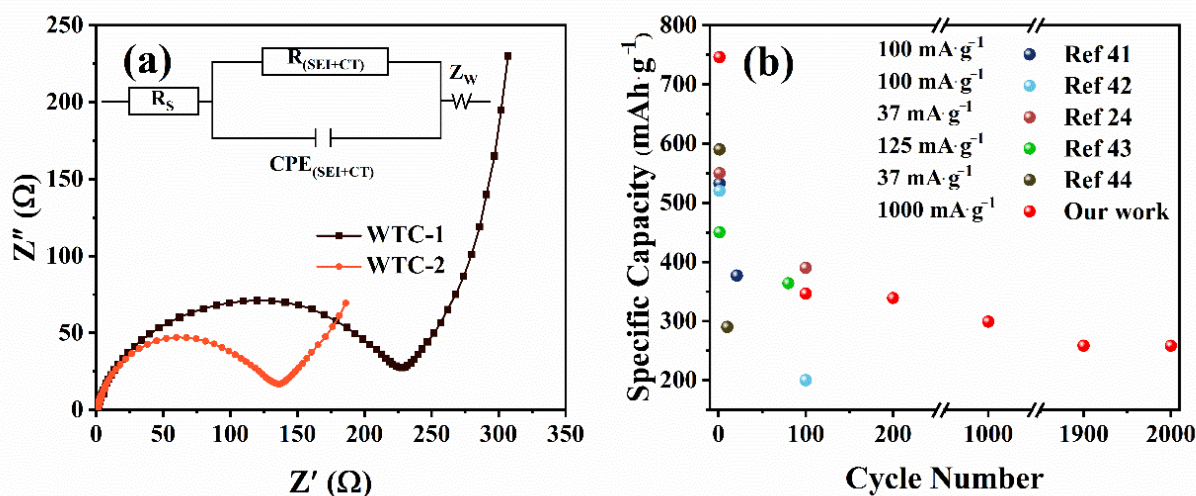 (a)
R(SEI+CT)
RS
ZW
CPE(SEI+CT)
WTC-1
WTC-2
250
200
150
100
50
0
Z″ (Ω)
0 50 100 150 200 250 300 350
Z′ (Ω)
(b)
100 mA·g⁻¹ Ref 41
100 mA·g⁻¹ Ref 42
37 mA·g⁻¹ Ref 24
125 mA·g⁻¹ Ref 43
37 mA·g⁻¹ Ref 44
1000 mA·g⁻¹ Our work
800
700
600
500
400
300
200
Specific Capacity (mAh·g⁻¹)
0 100 200 1000 1900 2000
Cycle Number